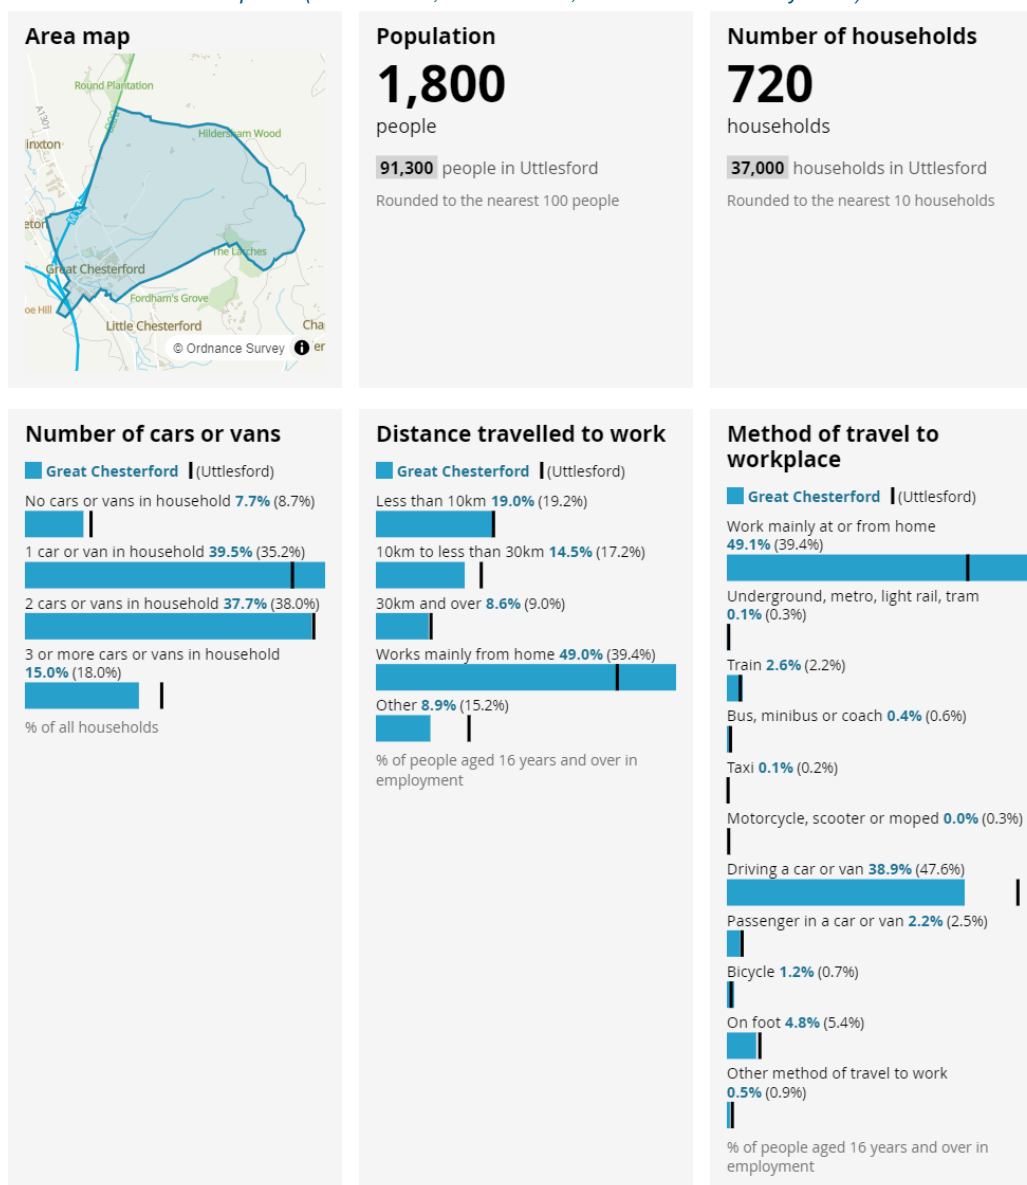 Area map
Round Plantation
A1301
inxton
Hildersham Wood
eton
The Larches
Great Chesterford
Fordham's Grove
oe Hill
Little Chesterford
Cha
er
© Ordnance Survey
Population
1,800
people
91,300 people in Uttlesford
Rounded to the nearest 100 people
Number of households
720
households
37,000 households in Uttlesford
Rounded to the nearest 10 households
Number of cars or vans
Great Chesterford (Uttlesford)
No cars or vans in household 7.7% (8.7%)
1 car or van in household 39.5% (35.2%)
2 cars or vans in household 37.7% (38.0%)
3 or more cars or vans in household
15.0% (18.0%)
% of all households
Distance travelled to work
Great Chesterford (Uttlesford)
Less than 10km 19.0% (19.2%)
10km to less than 30km 14.5% (17.2%)
30km and over 8.6% (9.0%)
Works mainly from home 49.0% (39.4%)
Other 8.9% (15.2%)
% of people aged 16 years and over in
employment
Method of travel to
workplace
Great Chesterford (Uttlesford)
Work mainly at or from home
49.1% (39.4%)
Underground, metro, light rail, tram
0.1% (0.3%)
Train 2.6% (2.2%)
Bus, minibus or coach 0.4% (0.6%)
Taxi 0.1% (0.2%)
Motorcycle, scooter or moped 0.0% (0.3%)
Driving a car or van 38.9% (47.6%)
Passenger in a car or van 2.2% (2.5%)
Bicycle 1.2% (0.7%)
On foot 4.8% (5.4%)
Other method of travel to work
0.5% (0.9%)
% of people aged 16 years and over in
employment